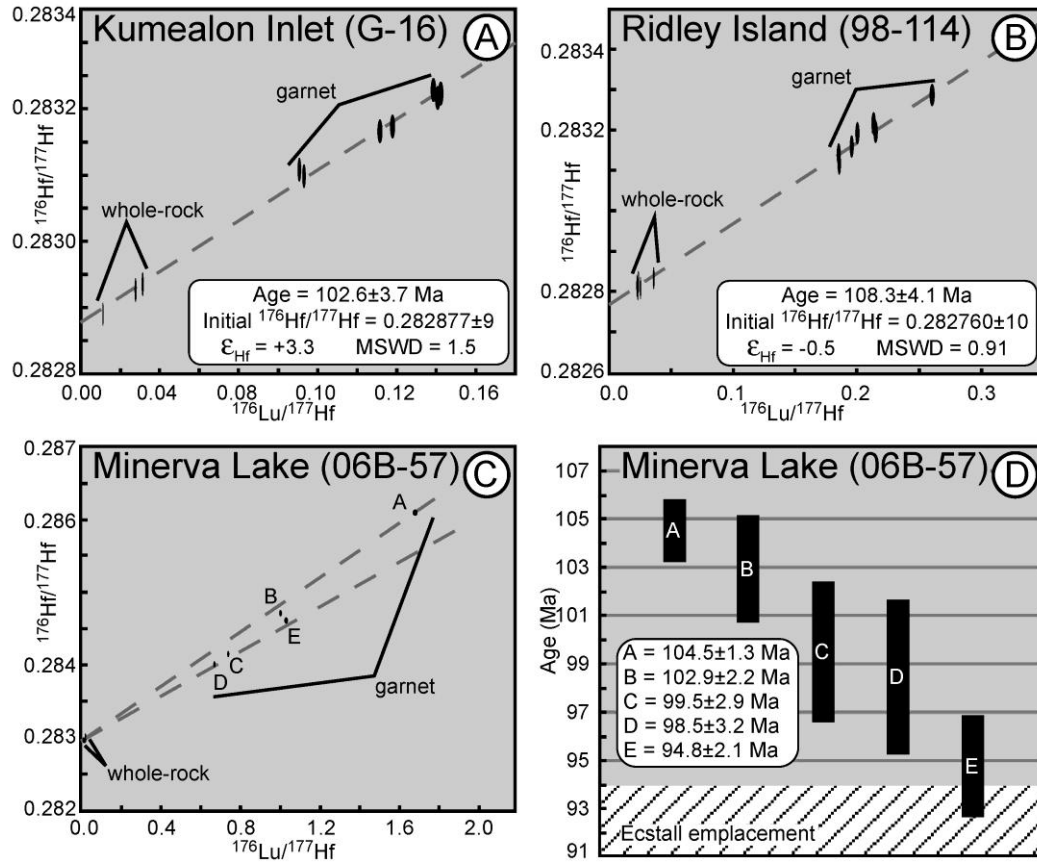 Kumealon Inlet (G-16)
A
0.2834
0.2832
0.2830
0.2828
¹⁷⁶Hf/¹⁷⁷Hf
garnet
whole-rock
Age = 102.6±3.7 Ma
Initial ¹⁷⁶Hf/¹⁷⁷Hf = 0.282877±9
εHf = +3.3 MSWD = 1.5
0.00 0.04 0.08 0.12 0.16
¹⁷⁶Lu/¹⁷⁷Hf
Ridley Island (98-114)
B
0.2834
0.2832
0.2830
0.2828
0.2826
¹⁷⁶Hf/¹⁷⁷Hf
garnet
whole-rock
Age = 108.3±4.1 Ma
Initial ¹⁷⁶Hf/¹⁷⁷Hf = 0.282760±10
εHf = -0.5 MSWD = 0.91
0.0 0.1 0.2 0.3
¹⁷⁶Lu/¹⁷⁷Hf
Minerva Lake (06B-57)
C
0.287
0.286
0.284
0.283
0.282
¹⁷⁶Hf/¹⁷⁷Hf
A
B
E
C
D
garnet
whole-rock
0.0 0.4 0.8 1.2 1.6 2.0
¹⁷⁶Lu/¹⁷⁷Hf
Minerva Lake (06B-57)
D
107
105
103
101
99
97
95
93
91
Age (Ma)
A
B
C
D
E
A = 104.5±1.3 Ma
B = 102.9±2.2 Ma
C = 99.5±2.9 Ma
D = 98.5±3.2 Ma
E = 94.8±2.1 Ma
Ecstall emplacement